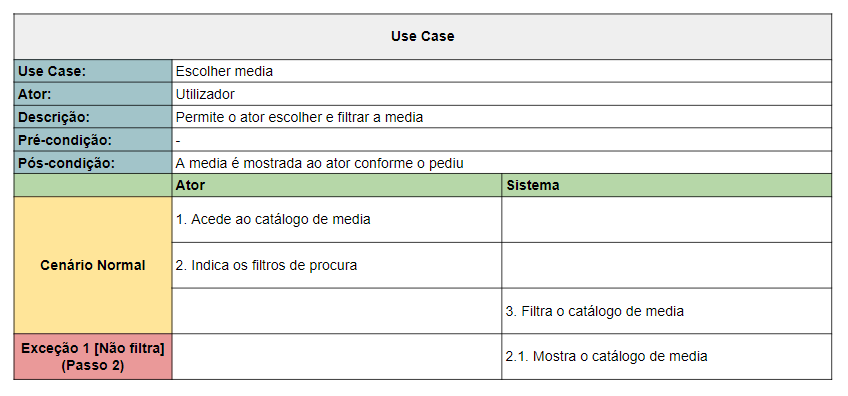 Use Case
Use Case: Escolher media
Ator: Utilizador
Descrição: Permite o ator escolher e filtrar a media
Pré-condição: -
Pós-condição: A media é mostrada ao ator conforme o pediu
Ator Sistema
Cenário Normal
1. Acede ao catálogo de media
2. Indica os filtros de procura
3. Filtra o catálogo de media
Exceção 1 [Não filtra]
(Passo 2)
2.1. Mostra o catálogo de media